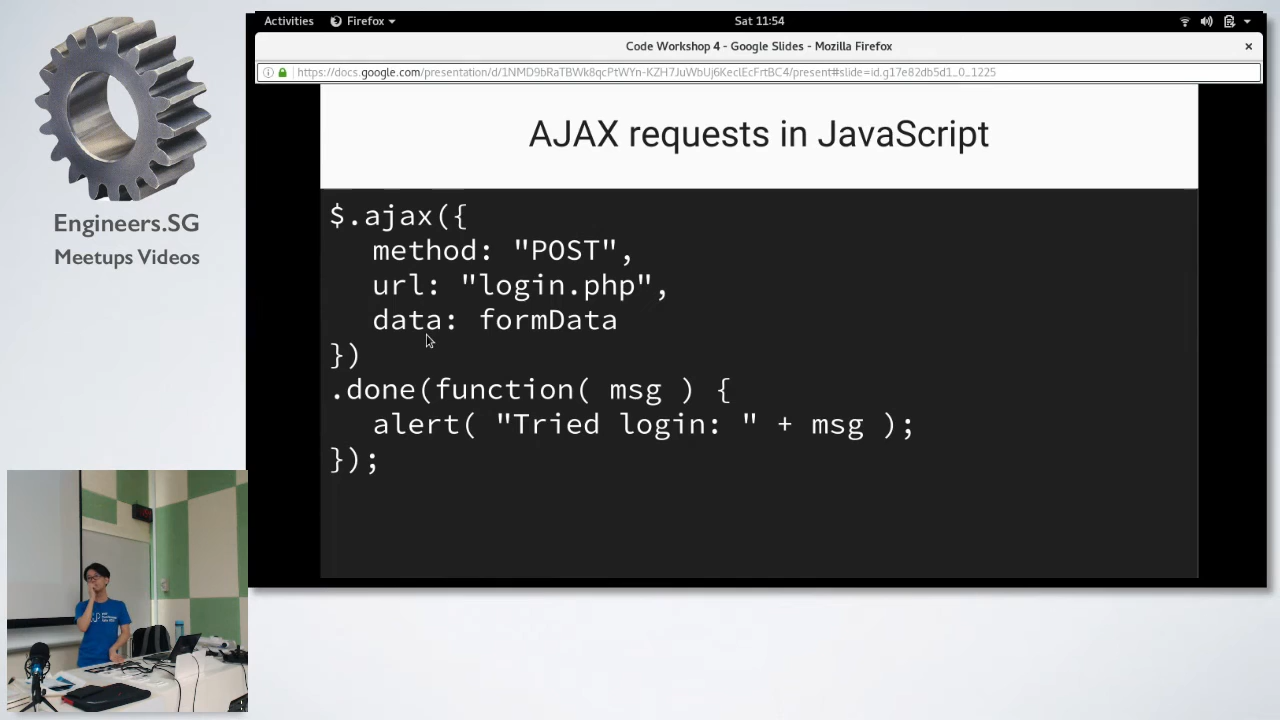 Activities
Firefox
Sat 11:54
Code Workshop 4 - Google Slides - Mozilla Firefox
https://docs.google.com/presentation/d/1NMD9bRaTBWk8qcPtWYn-KZH7JuWbUj6KeclEcFrtBC4/present#slide=id.g17e82db5d1_0_1225
AJAX requests in JavaScript
$.ajax({
method: "POST",
url: "login.php",
data: formData
})
.done(function( msg ) {
alert( "Tried login: " + msg );
});
Engineers.SG
Meetups Videos